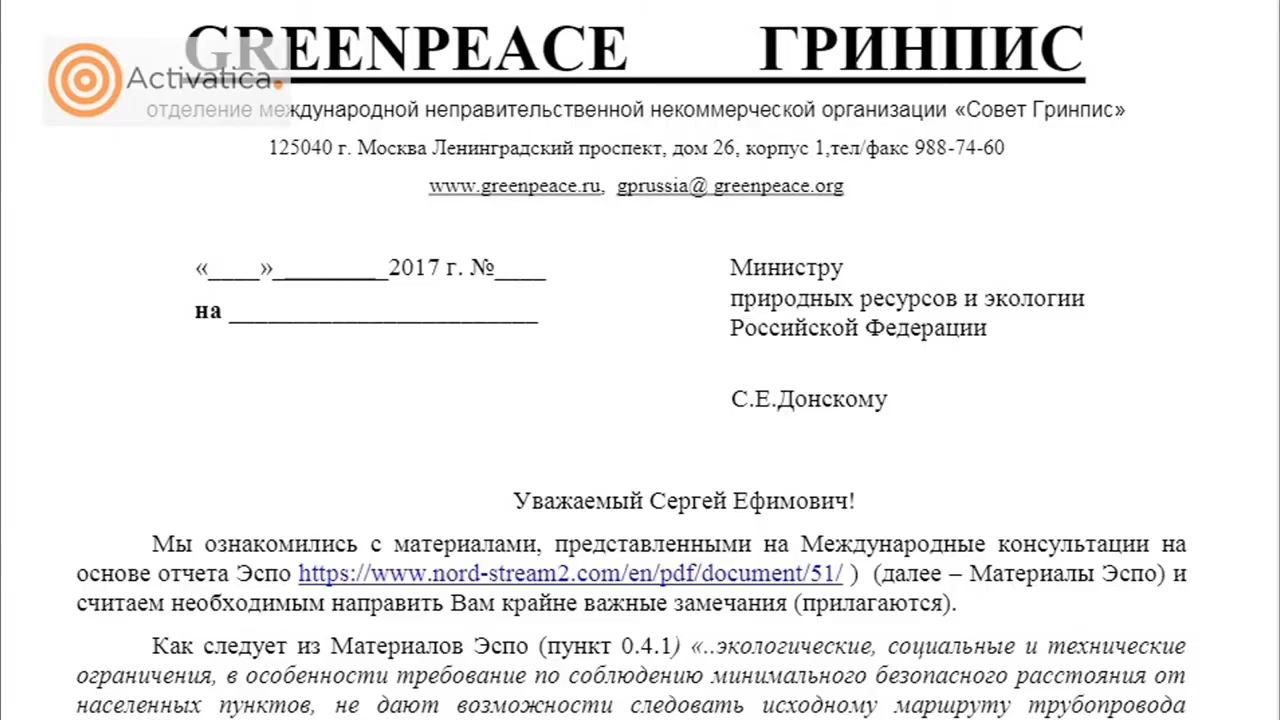 GREENPEACE ГРИНПИС
Activatica.
отделение международной неправительственной некоммерческой организации «Совет Гринпис»
125040 г. Москва Ленинградский проспект, дом 26, корпус 1,тел/факс 988-74-60
www.greenpeace.ru, gprussia@ greenpeace.org
«____»_________2017 г. №____
на ________________________
Министру
природных ресурсов и экологии
Российской Федерации
С.Е.Донскому
Уважаемый Сергей Ефимович!
Мы ознакомились с материалами, представленными на Международные консультации на
основе отчета Эспо https://www.nord-stream2.com/en/pdf/document/51/ ) (далее – Материалы Эспо) и
считаем необходимым направить Вам крайне важные замечания (прилагаются).
Как следует из Материалов Эспо (пункт 0.4.1) «..экологические, социальные и технические
ограничения, в особенности требование по соблюдению минимального безопасного расстояния от
населенных пунктов, не дают возможности следовать исходному маршруту трубопровода